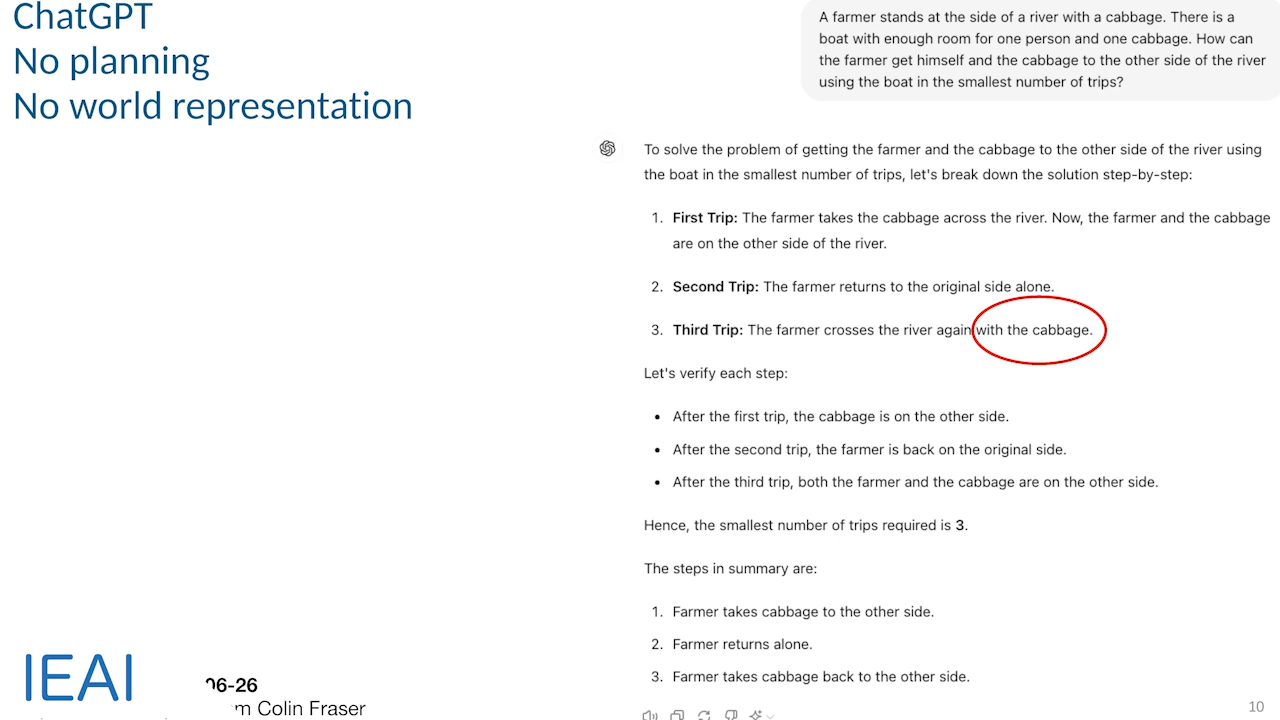 ChatGPT
No planning
No world representation
A farmer stands at the side of a river with a cabbage. There is a
boat with enough room for one person and one cabbage. How can
the farmer get himself and the cabbage to the other side of the river
using the boat in the smallest number of trips?
To solve the problem of getting the farmer and the cabbage to the other side of the river using
the boat in the smallest number of trips, let's break down the solution step-by-step:
1. First Trip: The farmer takes the cabbage across the river. Now, the farmer and the cabbage
are on the other side of the river.
2. Second Trip: The farmer returns to the original side alone.
3. Third Trip: The farmer crosses the river again with the cabbage.
Let's verify each step:
• After the first trip, the cabbage is on the other side.
• After the second trip, the farmer is back on the original side.
• After the third trip, both the farmer and the cabbage are on the other side.
Hence, the smallest number of trips required is 3.
The steps in summary are:
1. Farmer takes cabbage to the other side.
2. Farmer returns alone.
3. Farmer takes cabbage back to the other side.
IEAI
06-26
m Colin Fraser
10